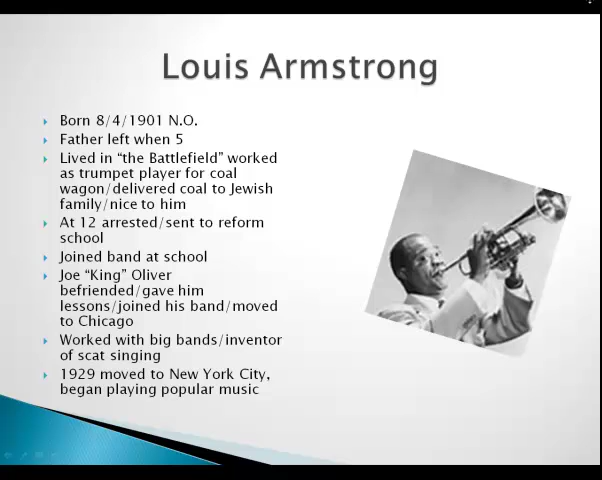 Louis Armstrong
Born 8/4/1901 N.O.
Father left when 5
Lived in “the Battlefield” worked
as trumpet player for coal
wagon/delivered coal to Jewish
family/nice to him
At 12 arrested/sent to reform
school
Joined band at school
Joe “King” Oliver
befriended/gave him
lessons/joined his band/moved
to Chicago
Worked with big bands/inventor
of scat singing
1929 moved to New York City,
began playing popular music